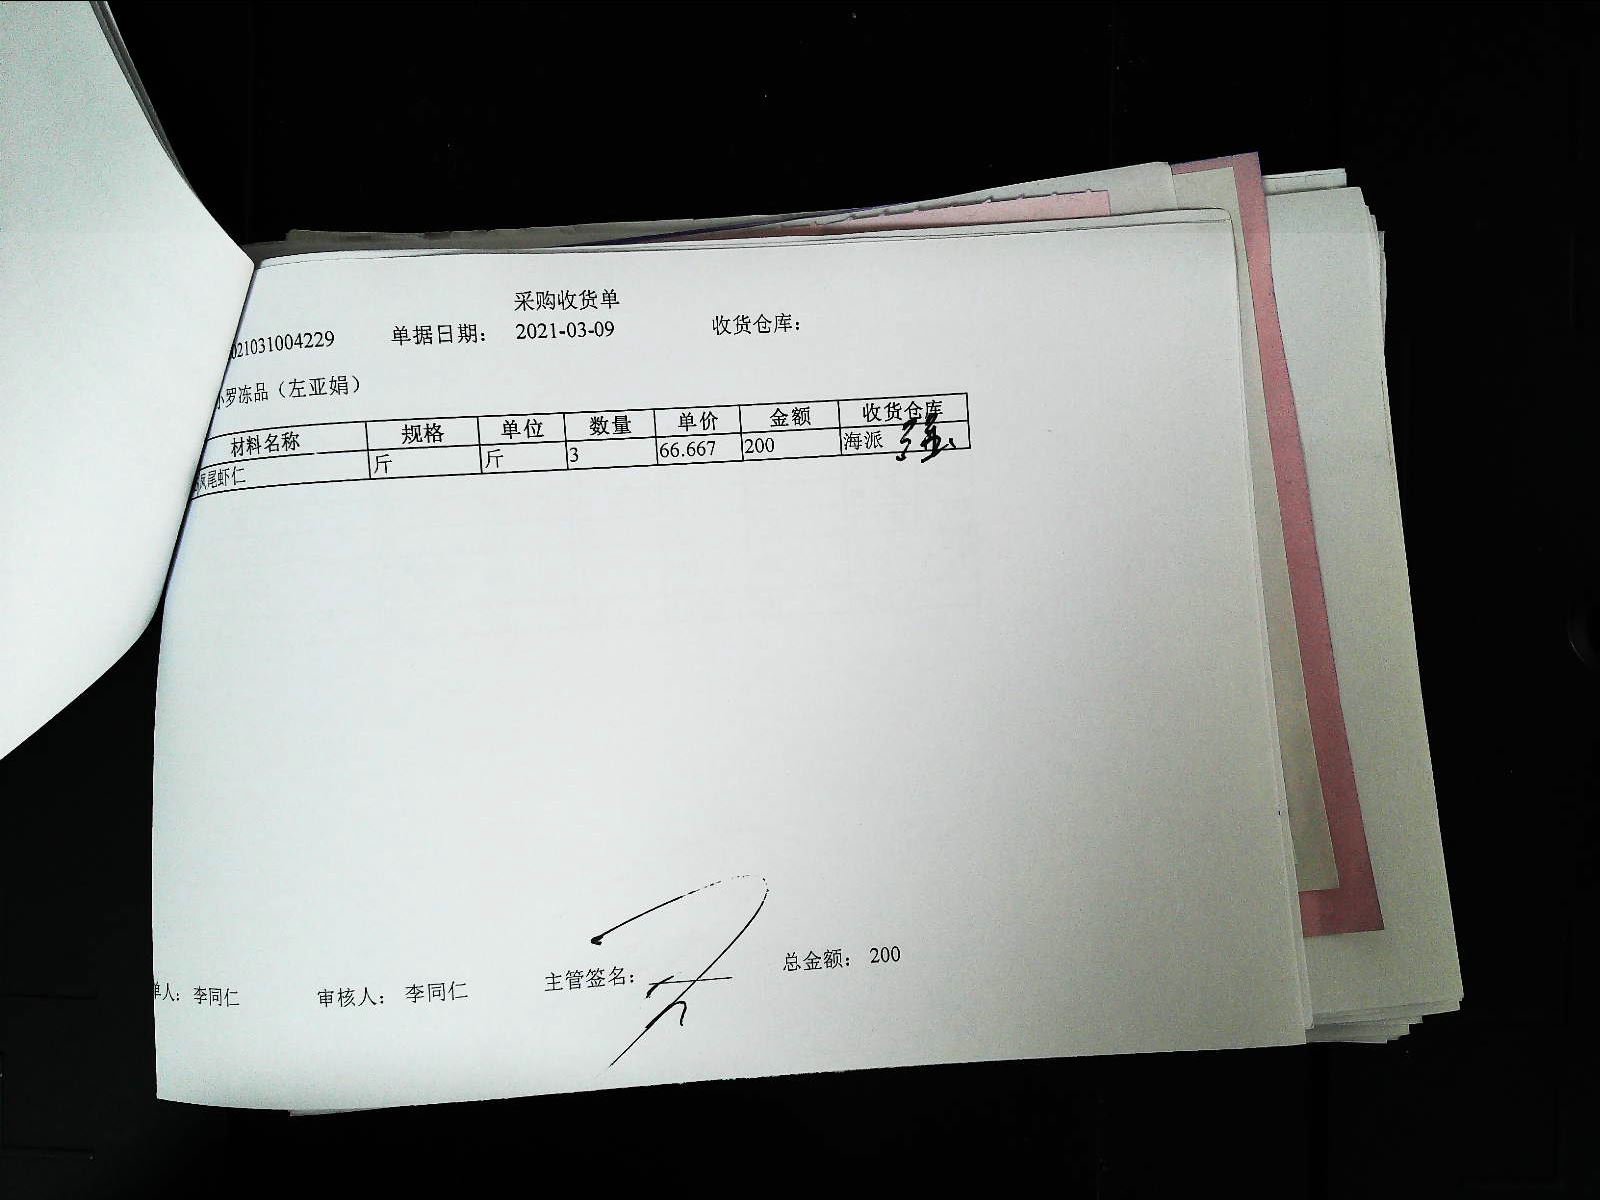 采购收货单
021031004229 单据日期： 2021-03-09 收货仓库：
小罗冻品（左亚娟）
材料名称 规格 单位 数量 单价 金额 收货仓库
尾虾仁 斤 斤 3 66.667 200 海派
单人： 李同仁 审核人： 李同仁 主管签名： 总金额： 200